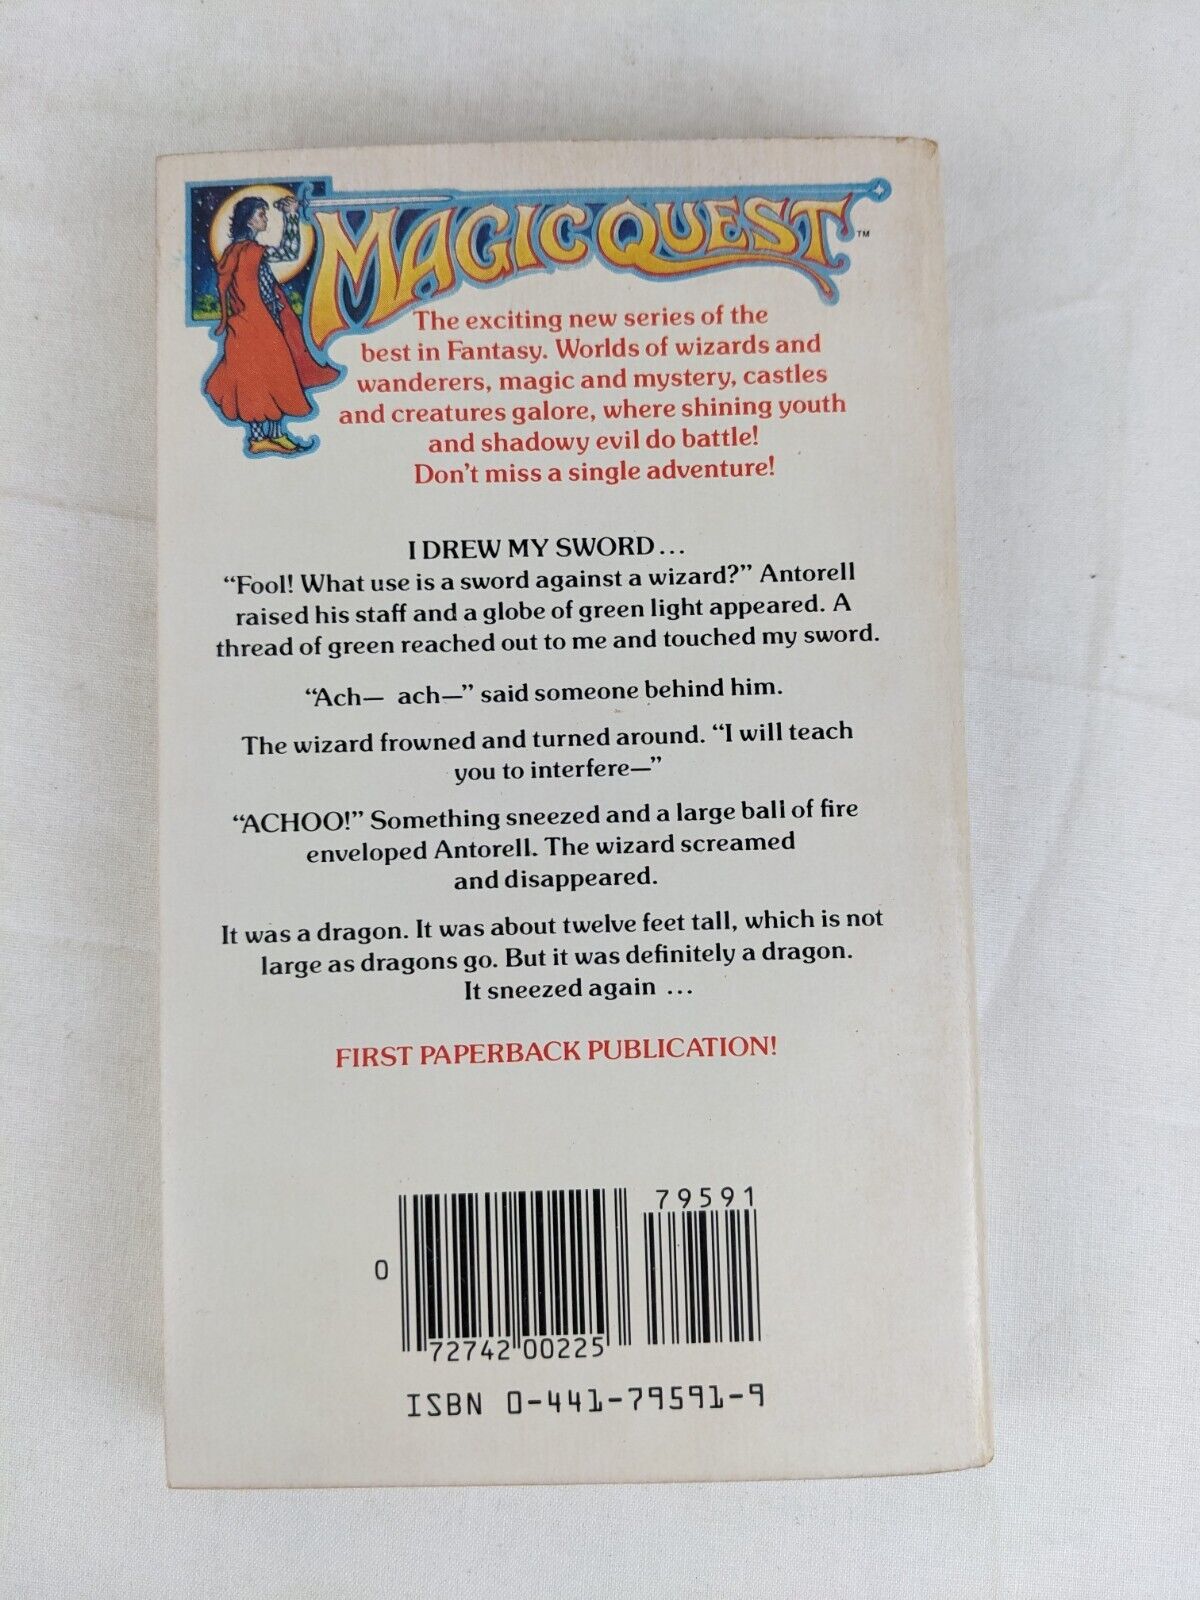 MAGICQUEST™
The exciting new series of the
best in Fantasy. Worlds of wizards and
wanderers, magic and mystery, castles
and creatures galore, where shining youth
and shadowy evil do battle!
Don't miss a single adventure!
I DREW MY SWORD...
“Fool! What use is a sword against a wizard?” Antorell
raised his staff and a globe of green light appeared. A
thread of green reached out to me and touched my sword.
“Ach— ach—” said someone behind him.
The wizard frowned and turned around. “I will teach
you to interfere—”
“ACHOO!” Something sneezed and a large ball of fire
enveloped Antorell. The wizard screamed
and disappeared.
It was a dragon. It was about twelve feet tall, which is not
large as dragons go. But it was definitely a dragon.
It sneezed again ...
FIRST PAPERBACK PUBLICATION!
79591
0
72742 00225
ISBN 0-441-79591-9